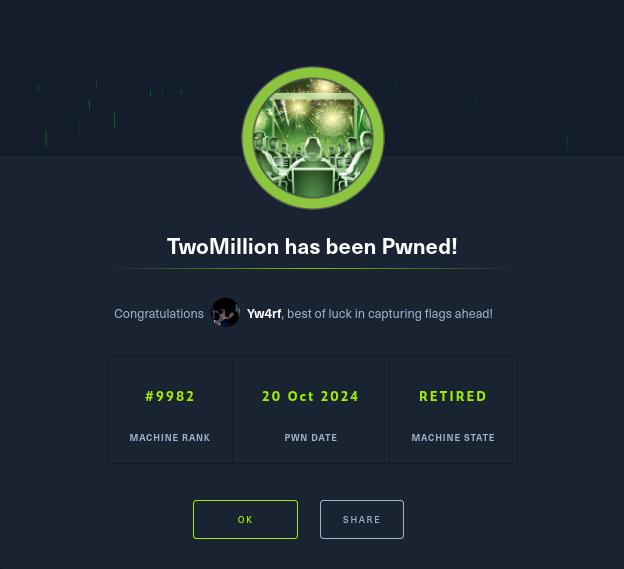 TwoMillion has been Pwned!
Congratulations Yw4rf, best of luck in capturing flags ahead!
#9982 20 Oct 2024 RETIRED
MACHINE RANK PWN DATE MACHINE STATE
OK SHARE